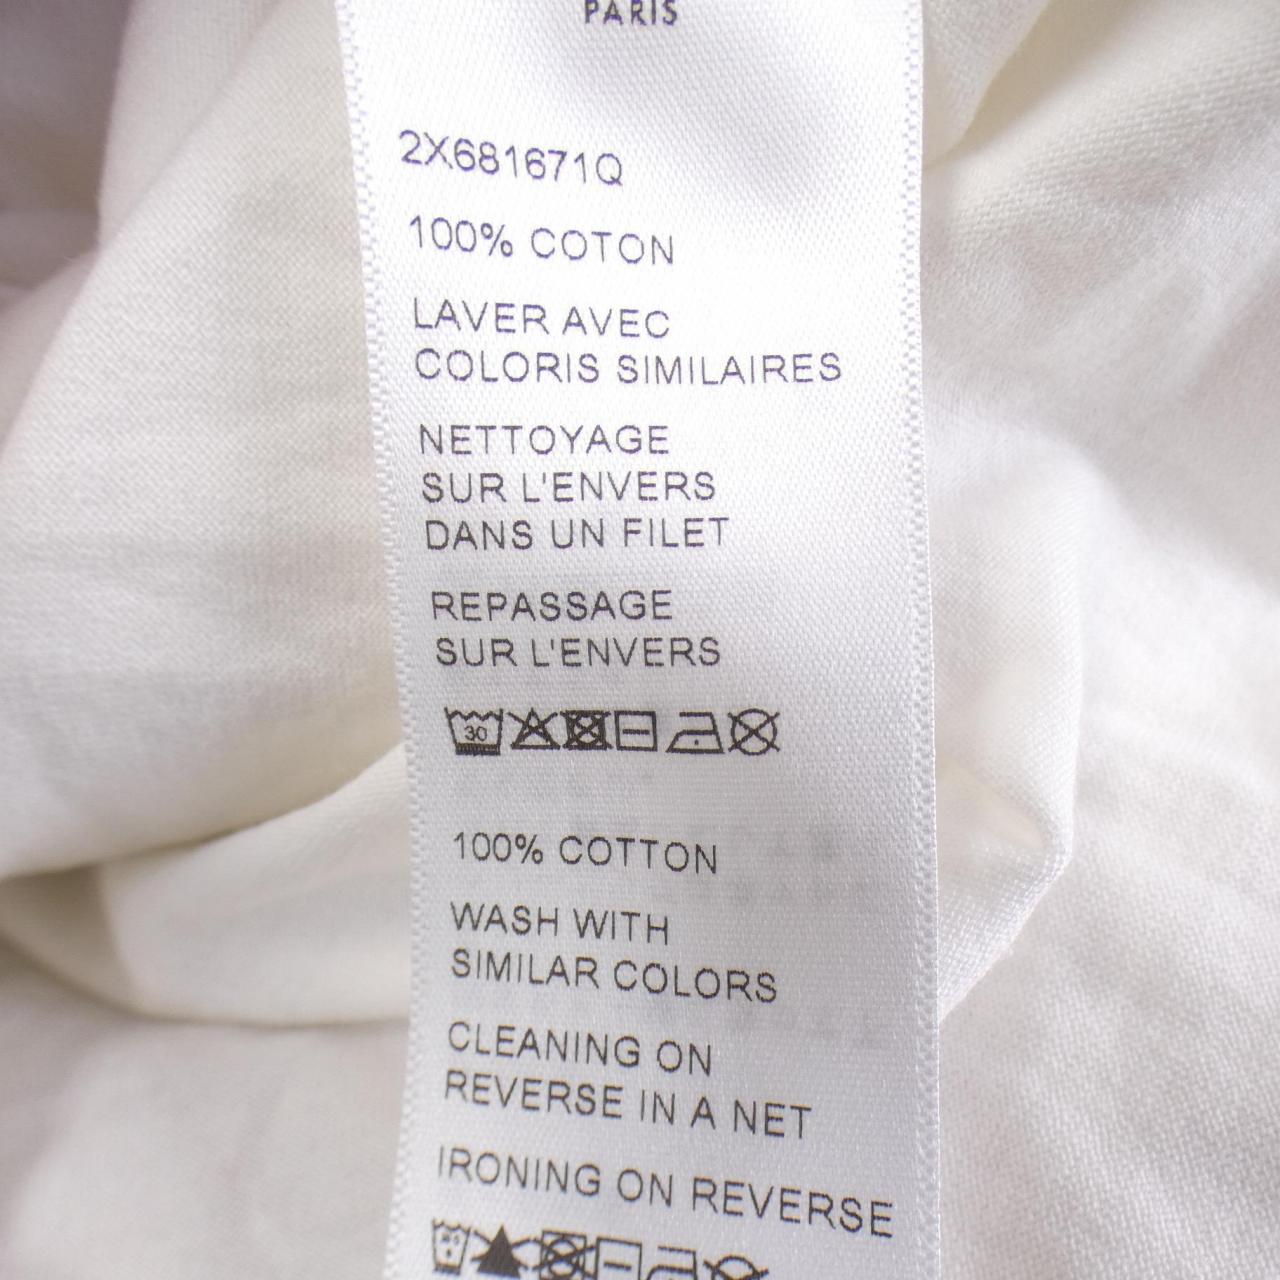 PARIS
2X681671Q
100% COTON
LAVER AVEC
COLORIS SIMILAIRES
NETTOYAGE
SUR L'ENVERS
DANS UN FILET
REPASSAGE
SUR L'ENVERS
30
100% COTTON
WASH WITH
SIMILAR COLORS
CLEANING ON
REVERSE IN A NET
IRONING ON REVERSE